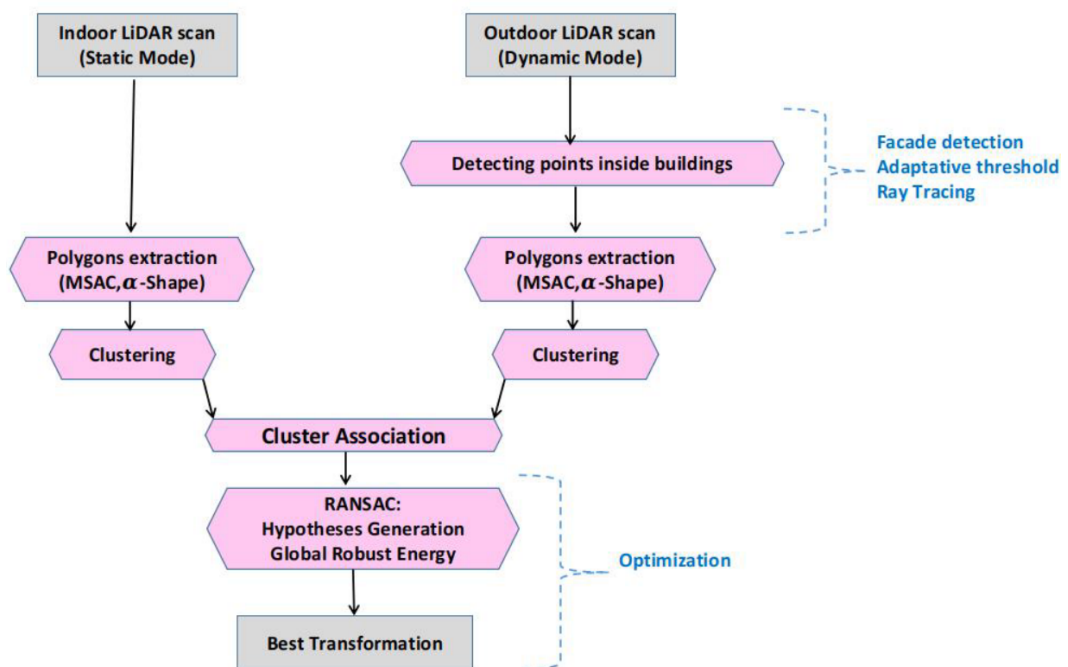 Indoor LiDAR scan
(Static Mode)
Outdoor LiDAR scan
(Dynamic Mode)
Detecting points inside buildings
Facade detection
Adaptative threshold
Ray Tracing
Polygons extraction
(MSAC,α-Shape)
Polygons extraction
(MSAC,α-Shape)
Clustering
Clustering
Cluster Association
RANSAC:
Hypotheses Generation
Global Robust Energy
Optimization
Best Transformation